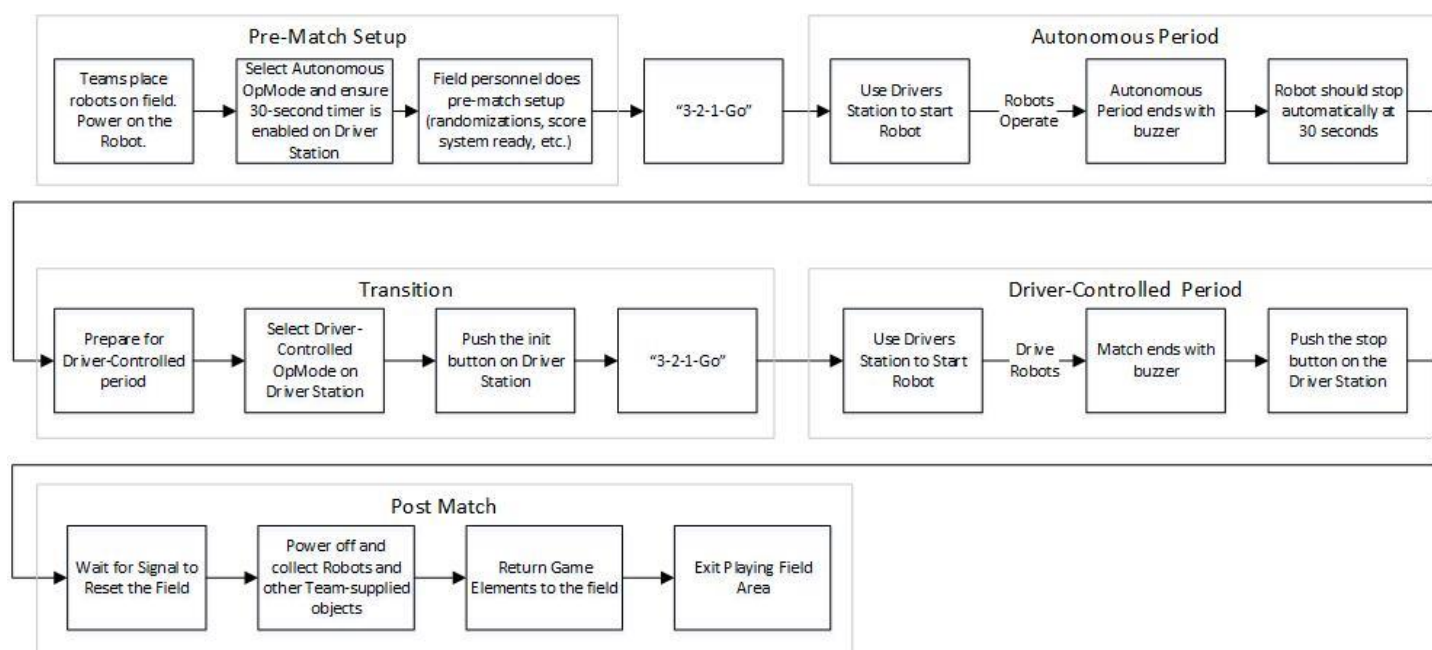 Pre-Match Setup
Teams place
robots on field.
Power on the
Robot.
Select Autonomous
OpMode and ensure
30-second timer is
enabled on Driver
Station
Field personnel does
pre-match setup
(randomizations, score
system ready, etc.)
“3-2-1-Go”
Autonomous Period
Use Drivers
Station to start
Robot
Robots
Operate
Autonomous
Period ends with
buzzer
Robot should stop
automatically at
30 seconds
Transition
Prepare for
Driver-Controlled
period
Select Driver-
Controlled
OpMode on
Driver Station
Push the init
button on Driver
Station
“3-2-1-Go”
Driver-Controlled Period
Use Drivers
Station to Start
Robot
Drive
Robots
Match ends with
buzzer
Push the stop
button on the
Driver Station
Post Match
Wait for Signal to
Reset the Field
Power off and
collect Robots and
other Team-supplied
objects
Return Game
Elements to the field
Exit Playing Field
Area